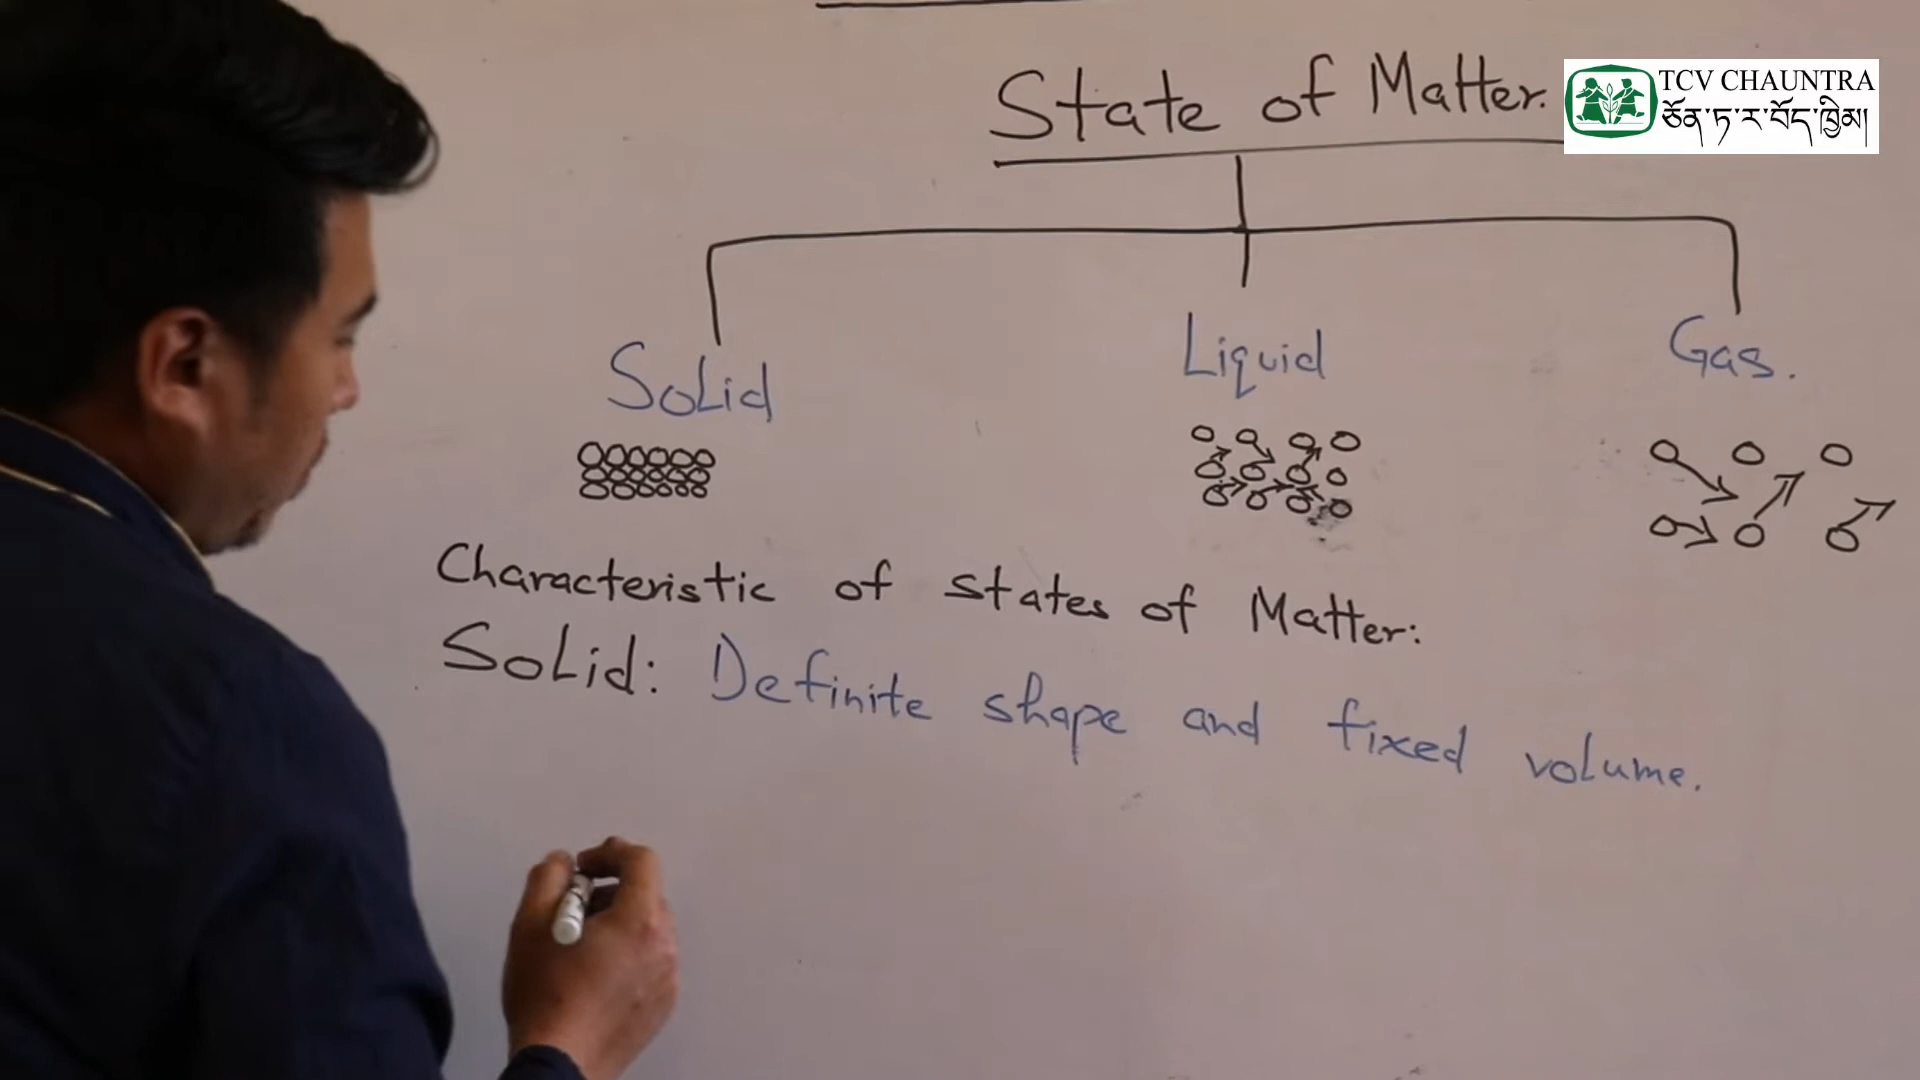 State of Matter.
TCV CHAUNTRA
ཅོན་ཏ་ར་བོད་ཁྱིམ།
Solid
Liquid
Gas.
Characteristic of states of Matter:
Solid: Definite shape and fixed volume.